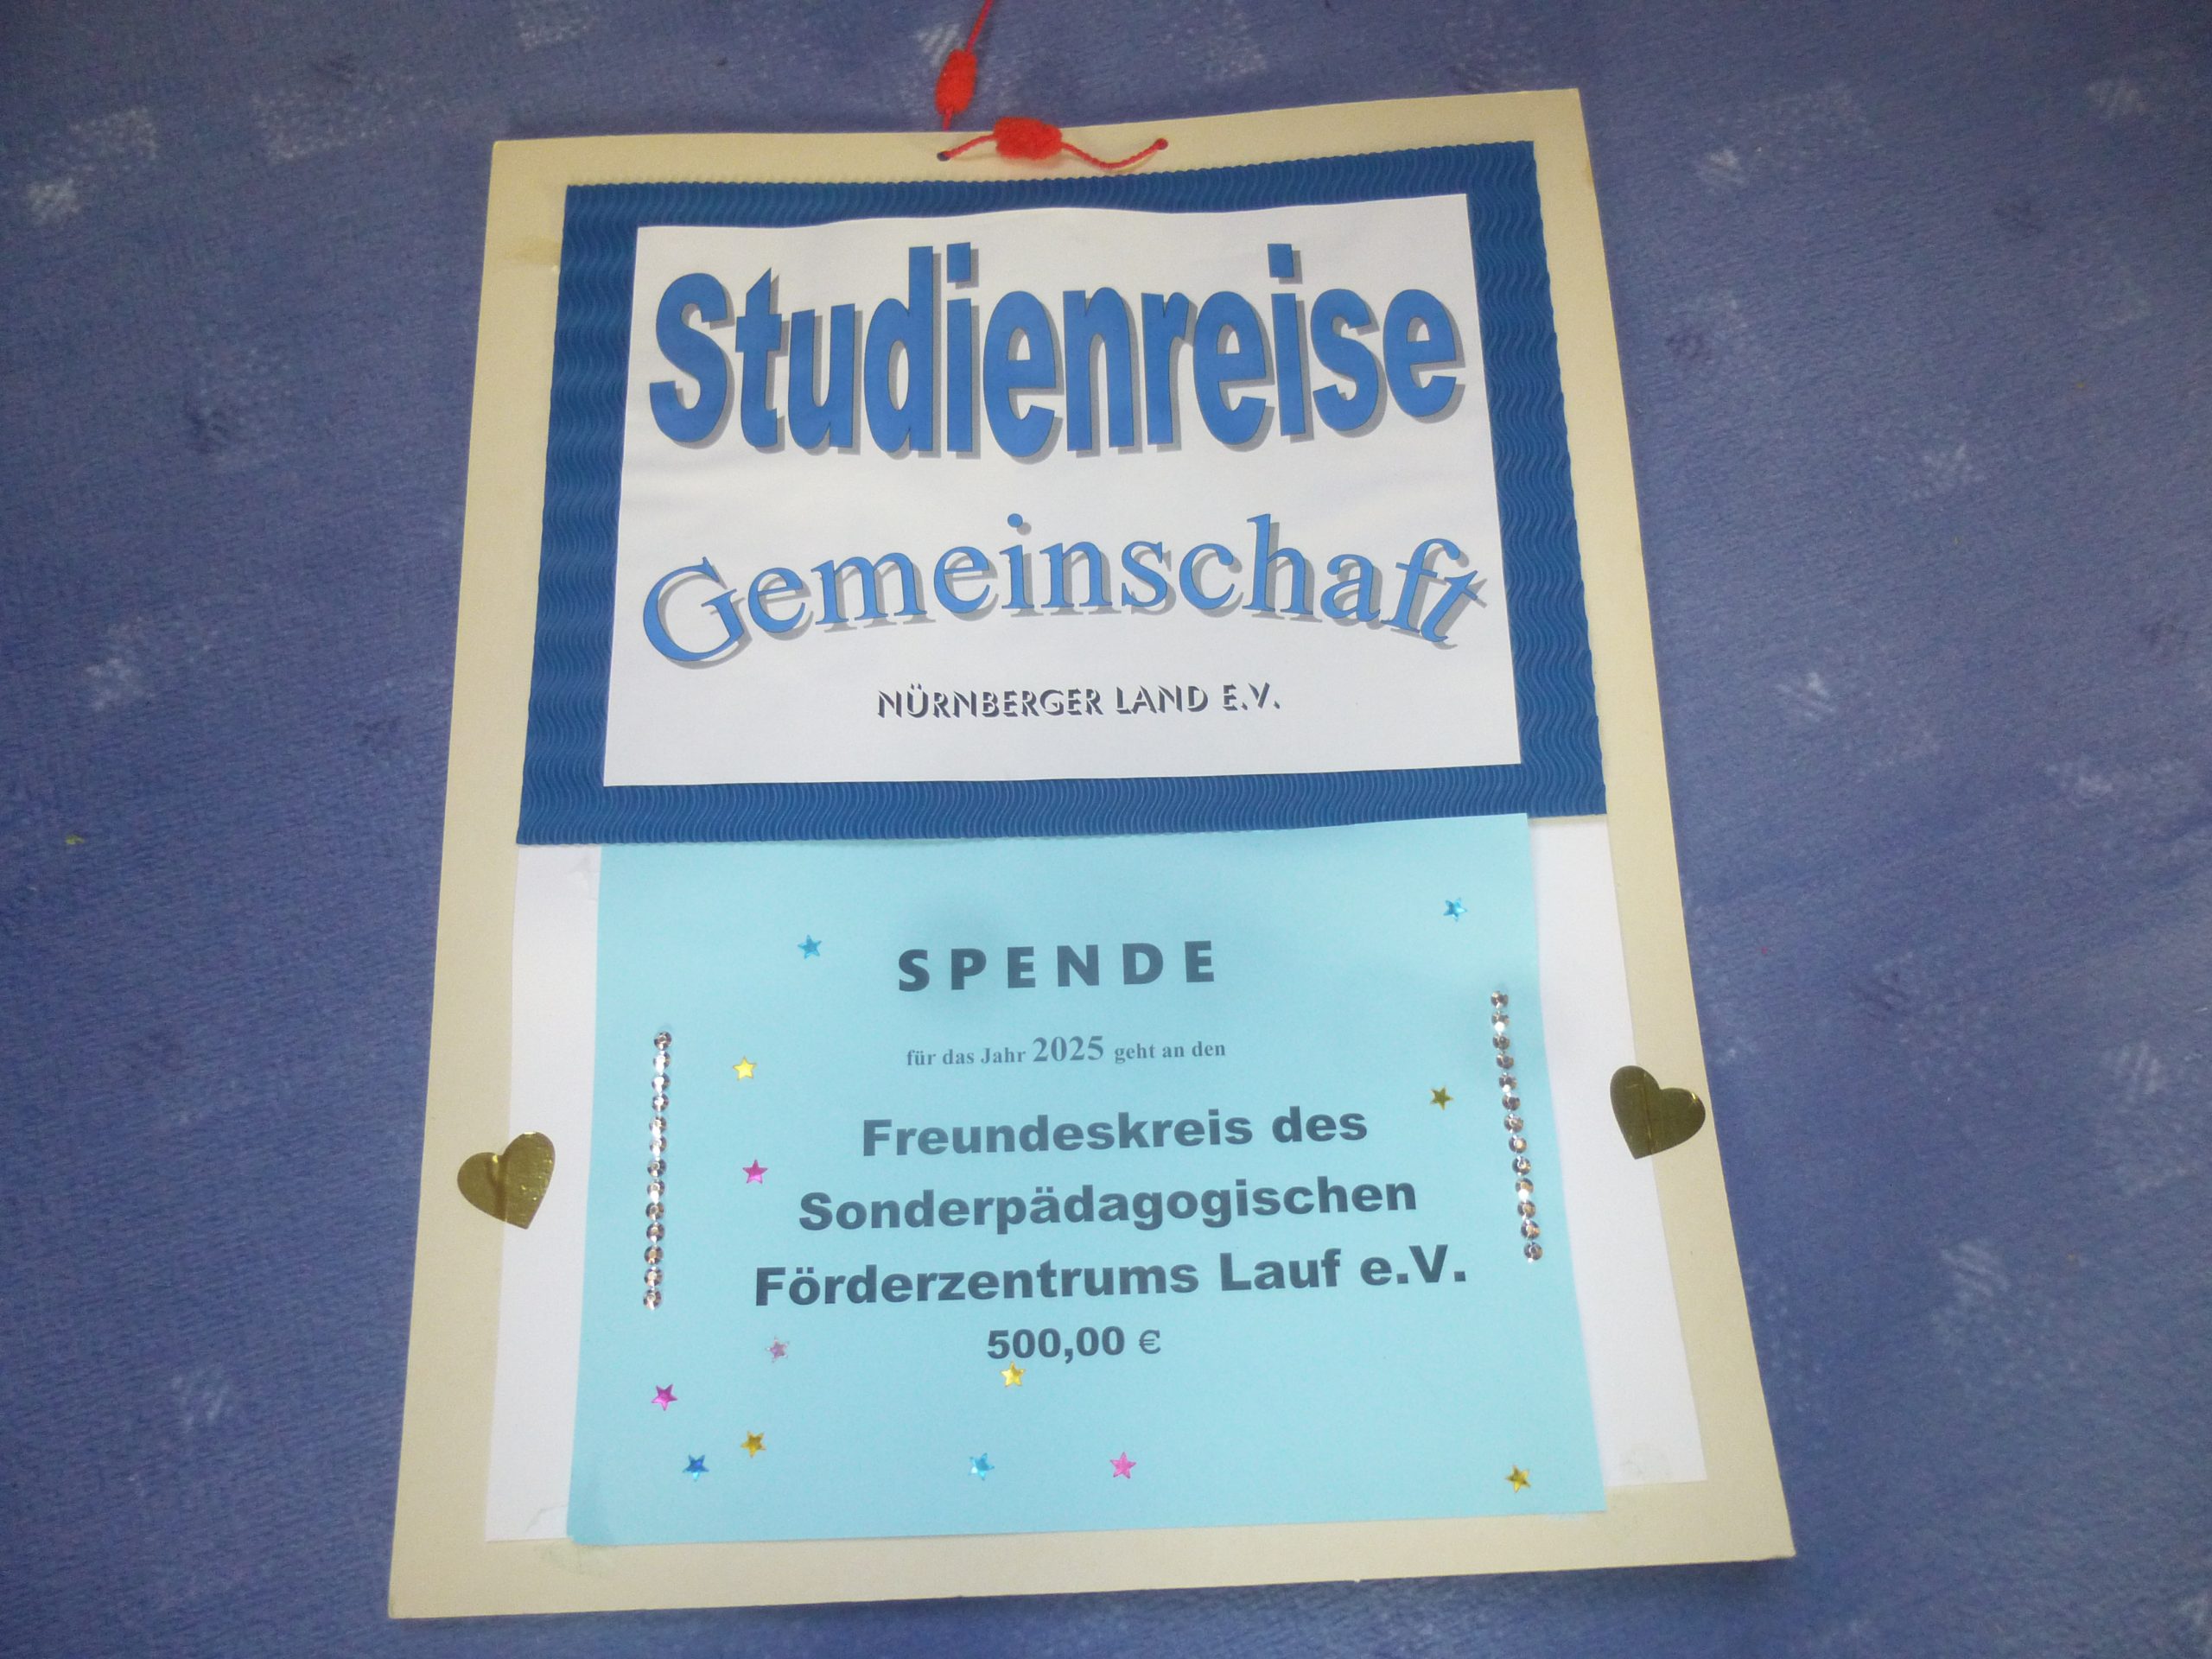 Studienreise
Gemeinschaft
NÜRNBERGER LAND E.V.
SPENDE
für das Jahr 2025 geht an den
Freundeskreis des
Sonderpädagogischen
Förderzentrums Lauf e.V.
500,00 €